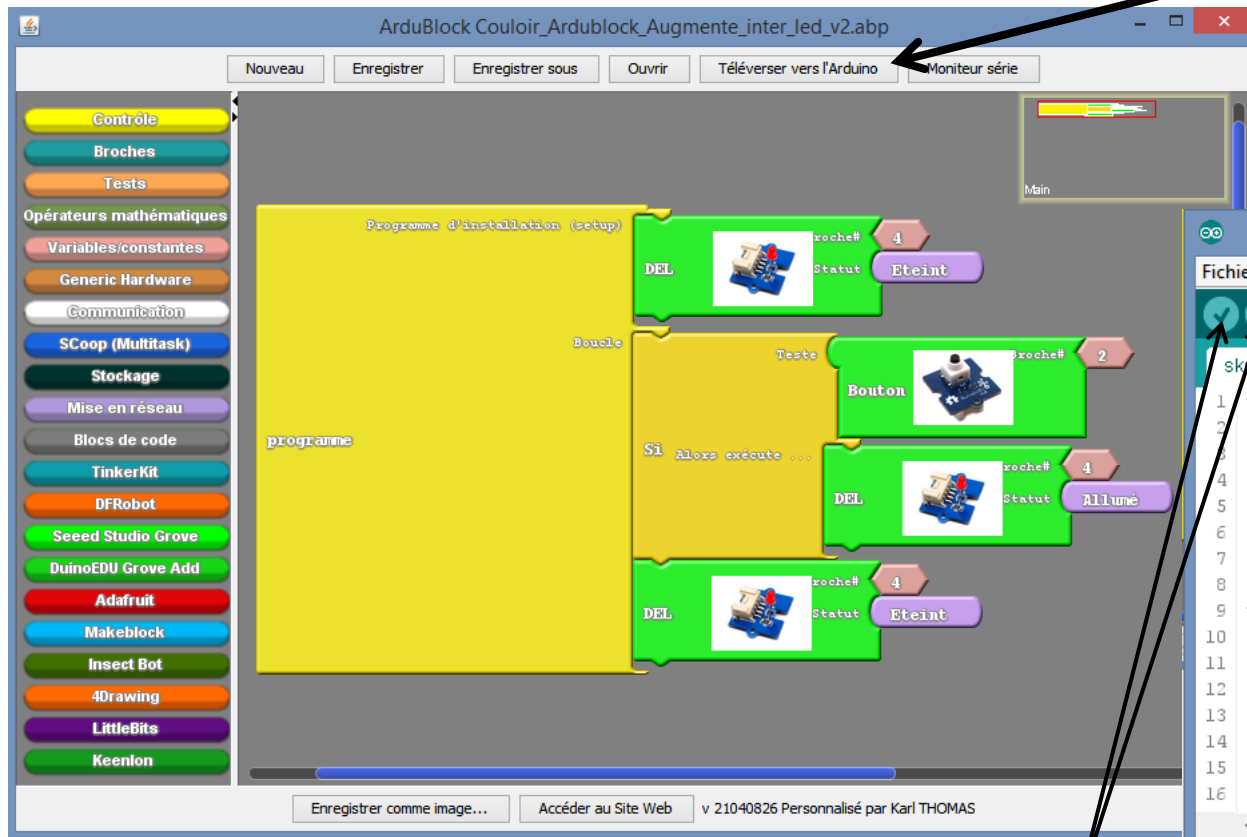 ArduBlock Couloir_Ardublock_Augmente_inter_led_v2.abp
Nouveau Enregistrer Enregistrer sous Ouvrir Téléverser vers l'Arduino Moniteur série
Contrôle
Broches
Tests
Opérateurs mathématiques
Variables/constantes
Generic Hardware
Communication
SCoop (Multitask)
Stockage
Mise en réseau
Blocs de code
TinkerKit
DFRobot
Seeed Studio Grove
DuinoEDU Grove Add
Adafruit
Makeblock
Insect Bot
4Drawing
LittleBits
Keenlon
Main
programme
Programme d'installation (setup)
DEL
roche# 4
Statut Eteint
Boucle
Si
Teste
Bouton
Broche# 2
Alors exécute ...
DEL
roche# 4
Statut Allumé
DEL
roche# 4
Statut Eteint
Enregistrer comme image... Accéder au Site Web v 21040826 Personnalisé par Karl THOMAS
Fichie
sk
1
2
3
4
5
6
7
8
9
10
11
12
13
14
15
16